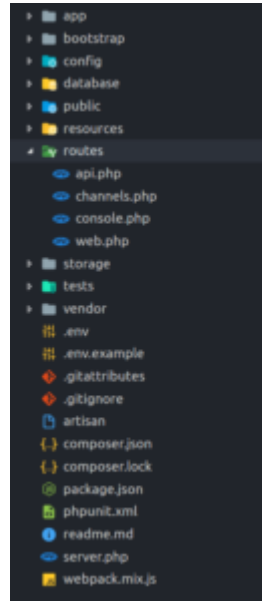 app
bootstrap
config
database
public
resources
routes
api.php
channels.php
console.php
web.php
storage
tests
vendor
.env
.env.example
.gitattributes
.gitignore
artisan
composer.json
composer.lock
package.json
phpunit.xml
readme.md
server.php
webpack.mix.js